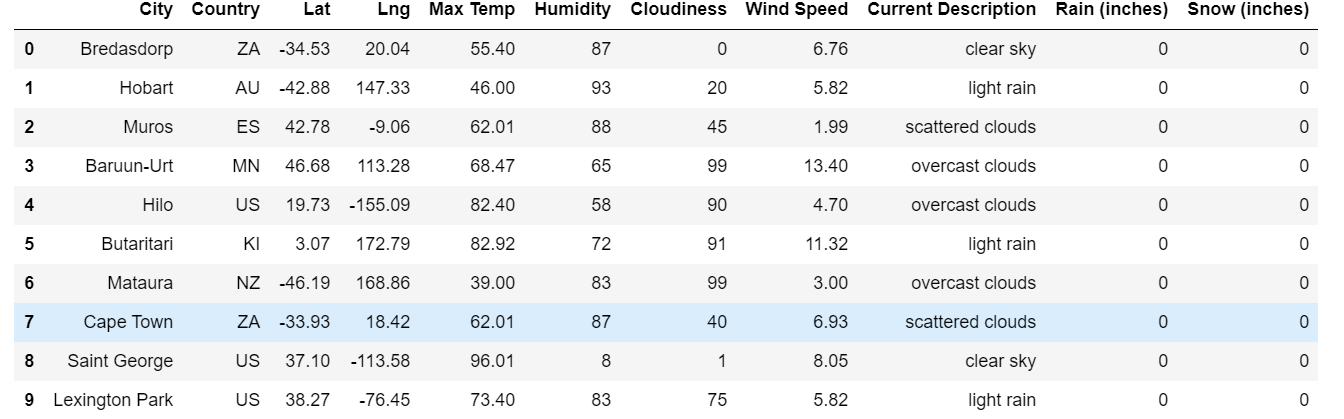 City Country Lat Lng Max Temp Humidity Cloudiness Wind Speed Current Description Rain (inches) Snow (inches)
0 Bredasdorp ZA -34.53 20.04 55.40 87 0 6.76 clear sky 0 0
1 Hobart AU -42.88 147.33 46.00 93 20 5.82 light rain 0 0
2 Muros ES 42.78 -9.06 62.01 88 45 1.99 scattered clouds 0 0
3 Baruun-Urt MN 46.68 113.28 68.47 65 99 13.40 overcast clouds 0 0
4 Hilo US 19.73 -155.09 82.40 58 90 4.70 overcast clouds 0 0
5 Butaritari KI 3.07 172.79 82.92 72 91 11.32 light rain 0 0
6 Mataura NZ -46.19 168.86 39.00 83 99 3.00 overcast clouds 0 0
7 Cape Town ZA -33.93 18.42 62.01 87 40 6.93 scattered clouds 0 0
8 Saint George US 37.10 -113.58 96.01 8 1 8.05 clear sky 0 0
9 Lexington Park US 38.27 -76.45 73.40 83 75 5.82 light rain 0 0